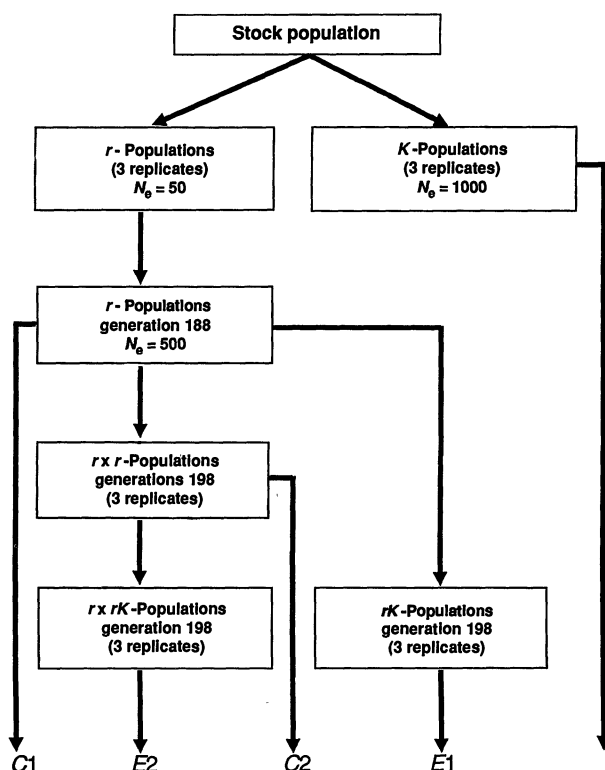 Stock population
r - Populations
(3 replicates)
Ne = 50
K -Populations
(3 replicates)
Ne = 1000
r - Populations
generation 188
Ne = 500
r x r -Populations
generations 198
(3 replicates)
r x rK-Populations
generation 198
(3 replicates)
rK-Populations
generation 198
(3 replicates)
C1
E2
C2
E1